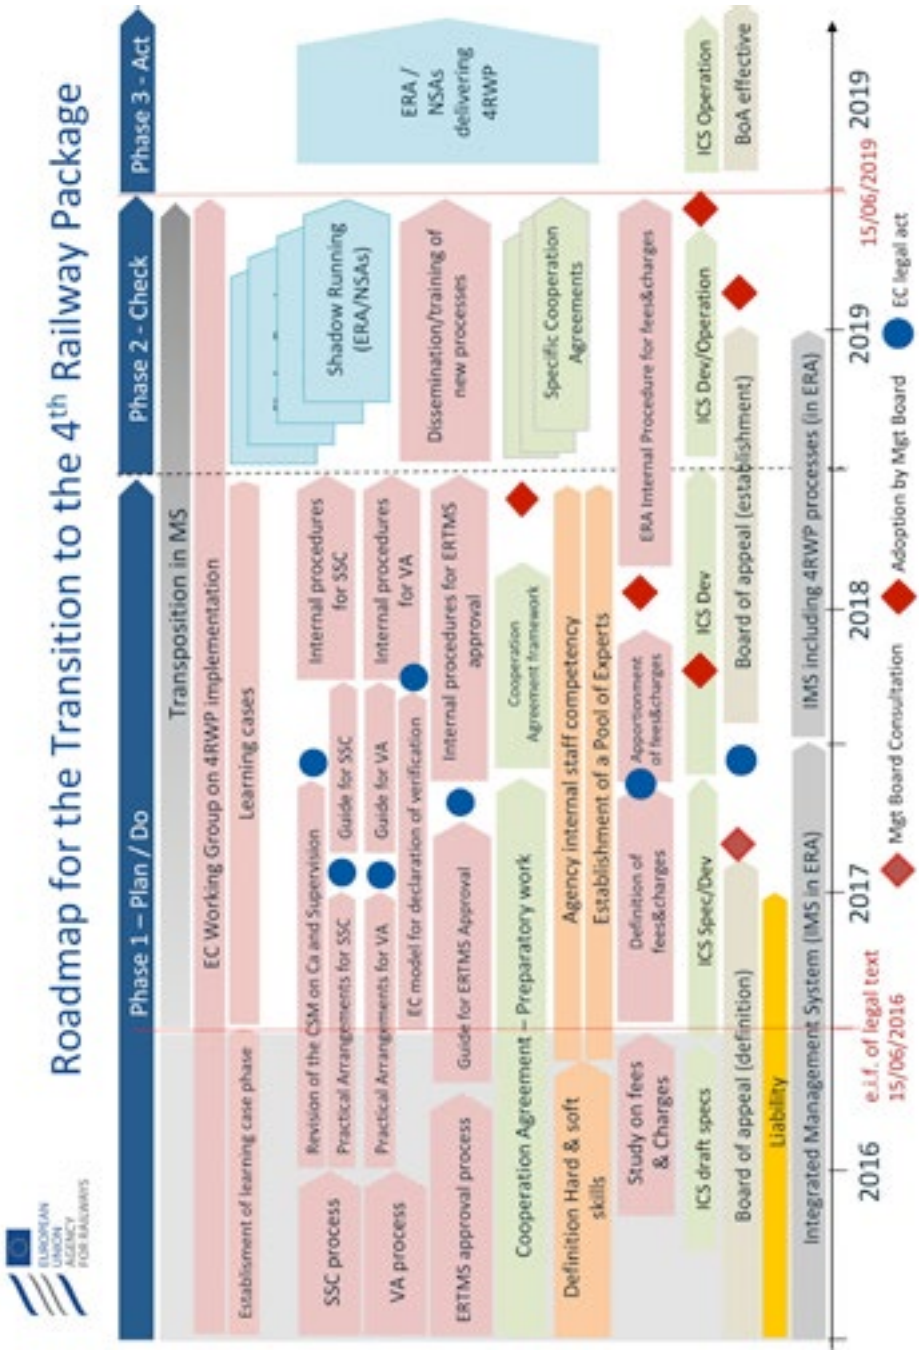 EUROPEAN
UNION
AGENCY
FOR RAILWAYS
Roadmap for the Transition to the 4th Railway Package
Phase 1 – Plan / Do
Phase 2 - Check
Phase 3 - Act
Transposition in MS
EC Working Group on 4RWP implementation
Establisment of learning case phase
Learning cases
SSC process
Revision of the CSM on Ca and Supervision
Practical Arrangements for SSC
Guide for SSC
Internal procedures
for SSC
VA process
Practical Arrangements for VA
Guide for VA
Internal procedures
for VA
EC model for declaration of verification
Shadow Running
(ERA/NSAs)
ERA /
NSAs
delivering
4RWP
ERTMS approval process
Guide for ERTMS Approval
Internal procedures for ERTMS
approval
Dissemination/training of
new processes
Cooperation Agreement – Preparatory work
Cooperation
Agreement framework
Specific Cooperation
Agreements
Definition Hard & soft
skills
Agency internal staff competency
Establishment of a Pool of Experts
Study on fees
& Charges
Definition of
fees&charges
Apportionment
of fees&charges
ERA Internal Procedure for fees&charges
ICS draft specs
ICS Spec/Dev
ICS Dev
ICS Dev/Operation
ICS Operation
Board of appeal (definition)
Board of appeal (establishment)
BoA effective
Liability
Integrated Management System (IMS in ERA)
IMS including 4RWP processes (in ERA)
2016
2017
2018
2019
2019
e.i.f. of legal text
15/06/2016
15/06/2019
Mgt Board Consultation
Adoption by Mgt Board
EC legal act